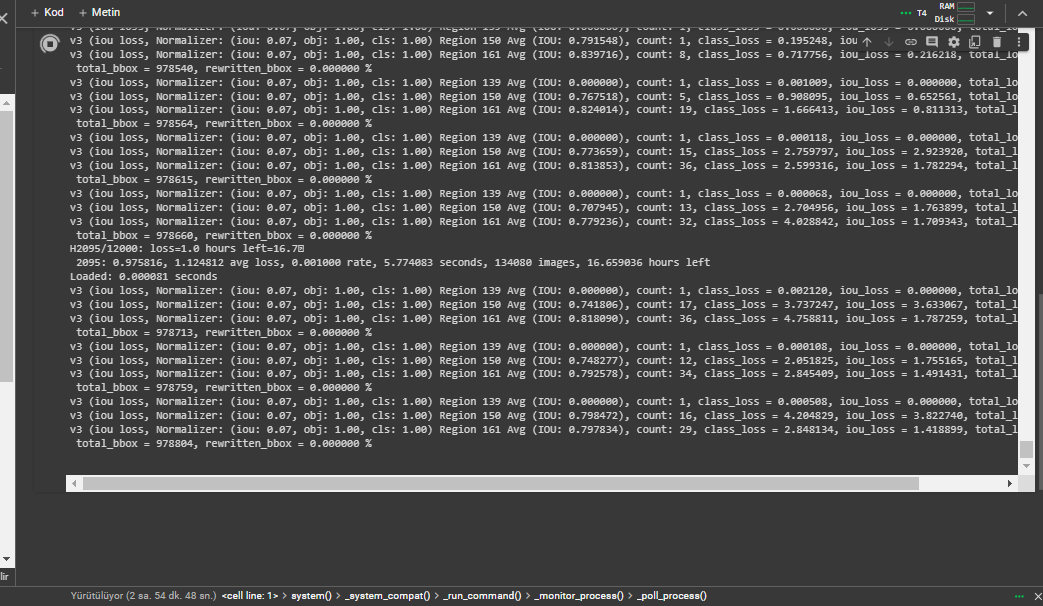 + Kod + Metin
T4 RAM
Disk
v3 (iou loss, Normalizer: (iou: 0.07, obj: 1.00, cls: 1.00) Region 150 Avg (IOU: 0.791548), count: 1, class_loss = 0.195248, iou
v3 (iou loss, Normalizer: (iou: 0.07, obj: 1.00, cls: 1.00) Region 161 Avg (IOU: 0.839716), count: 8, class_loss = 0.717756, iou_loss = 0.216218, total_lo
total_bbox = 978540, rewritten_bbox = 0.000000 %
v3 (iou loss, Normalizer: (iou: 0.07, obj: 1.00, cls: 1.00) Region 139 Avg (IOU: 0.000000), count: 1, class_loss = 0.001009, iou_loss = 0.000000, total_lo
v3 (iou loss, Normalizer: (iou: 0.07, obj: 1.00, cls: 1.00) Region 150 Avg (IOU: 0.767518), count: 5, class_loss = 0.908095, iou_loss = 0.652561, total_lo
v3 (iou loss, Normalizer: (iou: 0.07, obj: 1.00, cls: 1.00) Region 161 Avg (IOU: 0.824014), count: 19, class_loss = 1.666413, iou_loss = 0.811313, total_l
total_bbox = 978564, rewritten_bbox = 0.000000 %
v3 (iou loss, Normalizer: (iou: 0.07, obj: 1.00, cls: 1.00) Region 139 Avg (IOU: 0.000000), count: 1, class_loss = 0.000118, iou_loss = 0.000000, total_lo
v3 (iou loss, Normalizer: (iou: 0.07, obj: 1.00, cls: 1.00) Region 150 Avg (IOU: 0.773659), count: 15, class_loss = 2.759797, iou_loss = 2.923920, total_l
v3 (iou loss, Normalizer: (iou: 0.07, obj: 1.00, cls: 1.00) Region 161 Avg (IOU: 0.813853), count: 36, class_loss = 2.599316, iou_loss = 1.782294, total_l
total_bbox = 978615, rewritten_bbox = 0.000000 %
v3 (iou loss, Normalizer: (iou: 0.07, obj: 1.00, cls: 1.00) Region 139 Avg (IOU: 0.000000), count: 1, class_loss = 0.000068, iou_loss = 0.000000, total_lo
v3 (iou loss, Normalizer: (iou: 0.07, obj: 1.00, cls: 1.00) Region 150 Avg (IOU: 0.707945), count: 13, class_loss = 2.704956, iou_loss = 1.763899, total_l
v3 (iou loss, Normalizer: (iou: 0.07, obj: 1.00, cls: 1.00) Region 161 Avg (IOU: 0.779236), count: 32, class_loss = 4.028842, iou_loss = 1.709343, total_l
total_bbox = 978660, rewritten_bbox = 0.000000 %
H2095/12000: loss=1.0 hours left=16.7
2095: 0.975816, 1.124812 avg loss, 0.001000 rate, 5.774083 seconds, 134080 images, 16.659036 hours left
Loaded: 0.000081 seconds
v3 (iou loss, Normalizer: (iou: 0.07, obj: 1.00, cls: 1.00) Region 139 Avg (IOU: 0.000000), count: 1, class_loss = 0.002120, iou_loss = 0.000000, total_lo
v3 (iou loss, Normalizer: (iou: 0.07, obj: 1.00, cls: 1.00) Region 150 Avg (IOU: 0.741806), count: 17, class_loss = 3.737247, iou_loss = 3.633067, total_l
v3 (iou loss, Normalizer: (iou: 0.07, obj: 1.00, cls: 1.00) Region 161 Avg (IOU: 0.818090), count: 36, class_loss = 4.758811, iou_loss = 1.787259, total_l
total_bbox = 978713, rewritten_bbox = 0.000000 %
v3 (iou loss, Normalizer: (iou: 0.07, obj: 1.00, cls: 1.00) Region 139 Avg (IOU: 0.000000), count: 1, class_loss = 0.000108, iou_loss = 0.000000, total_lo
v3 (iou loss, Normalizer: (iou: 0.07, obj: 1.00, cls: 1.00) Region 150 Avg (IOU: 0.748277), count: 12, class_loss = 2.051825, iou_loss = 1.755165, total_l
v3 (iou loss, Normalizer: (iou: 0.07, obj: 1.00, cls: 1.00) Region 161 Avg (IOU: 0.792578), count: 34, class_loss = 2.845409, iou_loss = 1.491431, total_l
total_bbox = 978759, rewritten_bbox = 0.000000 %
v3 (iou loss, Normalizer: (iou: 0.07, obj: 1.00, cls: 1.00) Region 139 Avg (IOU: 0.000000), count: 1, class_loss = 0.000508, iou_loss = 0.000000, total_lo
v3 (iou loss, Normalizer: (iou: 0.07, obj: 1.00, cls: 1.00) Region 150 Avg (IOU: 0.798472), count: 16, class_loss = 4.204829, iou_loss = 3.822740, total_l
v3 (iou loss, Normalizer: (iou: 0.07, obj: 1.00, cls: 1.00) Region 161 Avg (IOU: 0.797834), count: 29, class_loss = 2.848134, iou_loss = 1.418899, total_l
total_bbox = 978804, rewritten_bbox = 0.000000 %
lir
Yürütülüyor (2 sa. 54 dk. 48 sn.) <cell line: 1> > system() > _system_compat() > _run_command() > _monitor_process() > _poll_process()